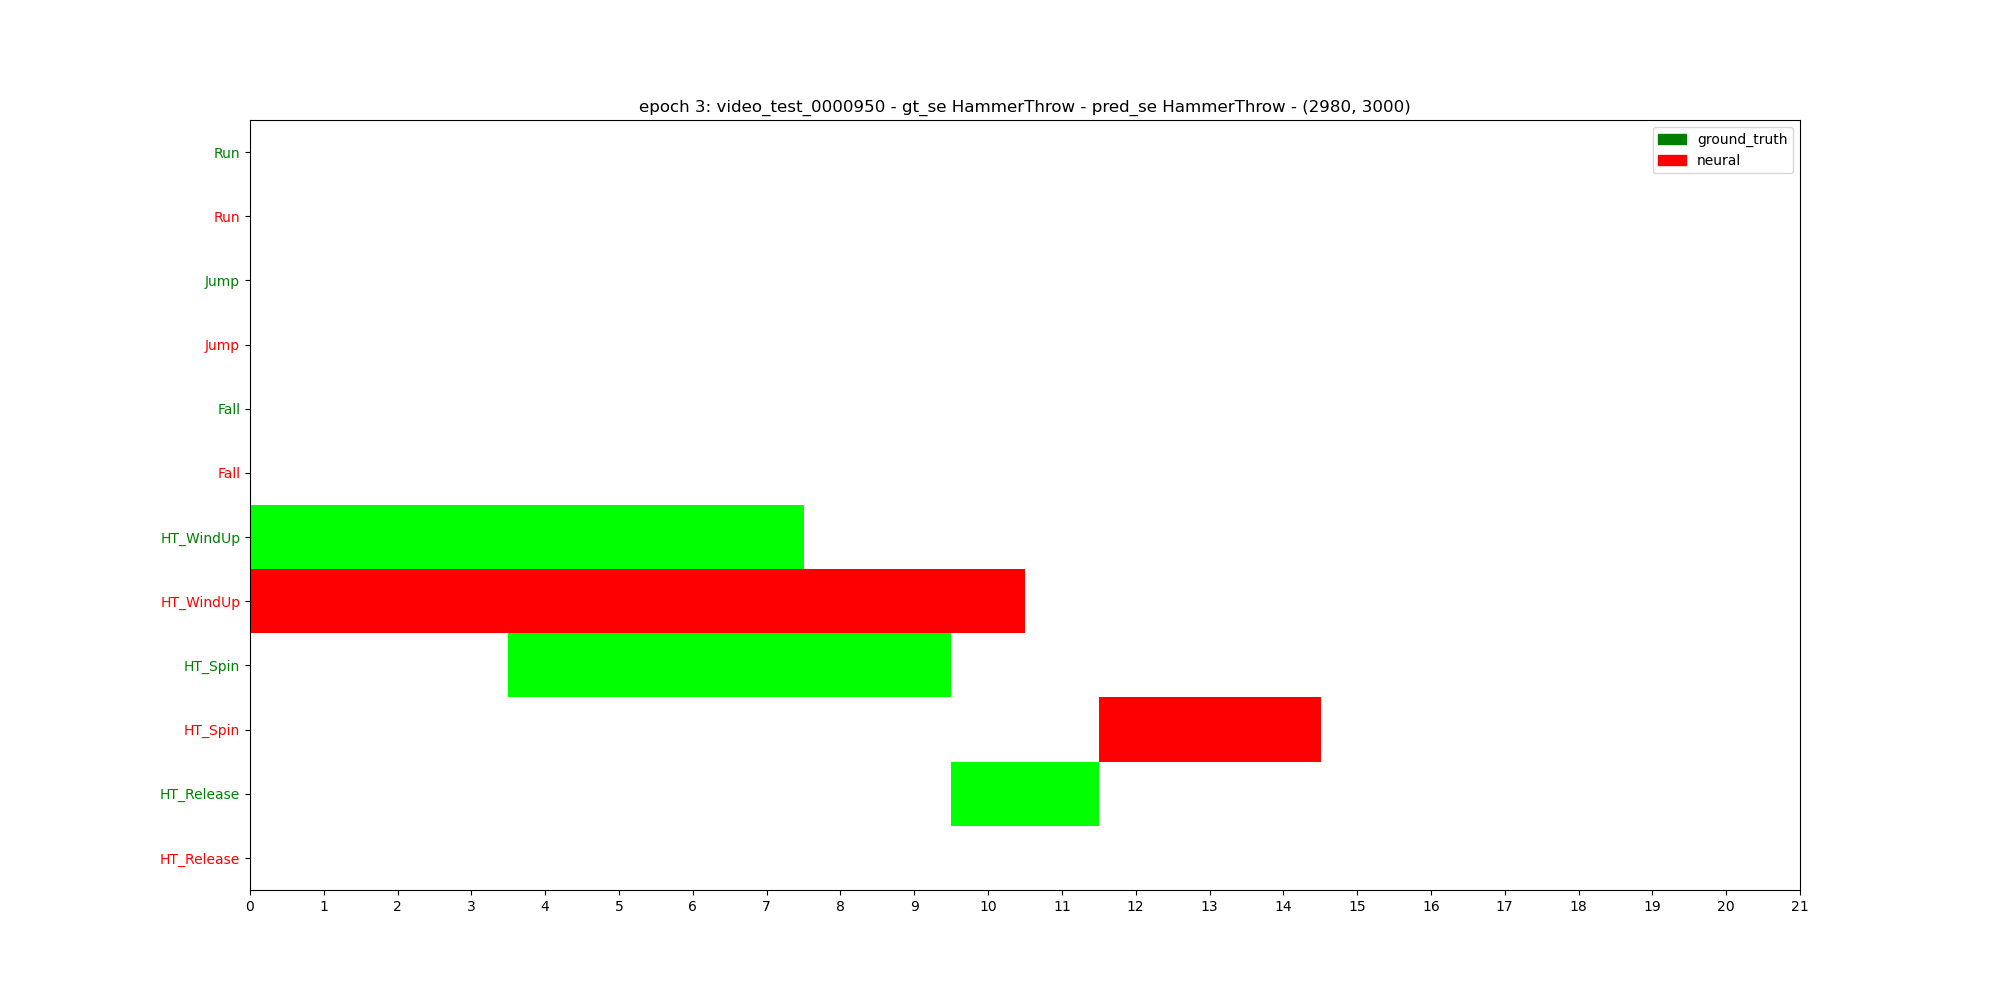 epoch 3: video_test_0000950 - gt_se HammerThrow - pred_se HammerThrow - (2980, 3000)
ground_truth
neural
Run
Run
Jump
Jump
Fall
Fall
HT_WindUp
HT_WindUp
HT_Spin
HT_Spin
HT_Release
HT_Release
0 1 2 3 4 5 6 7 8 9 10 11 12 13 14 15 16 17 18 19 20 21